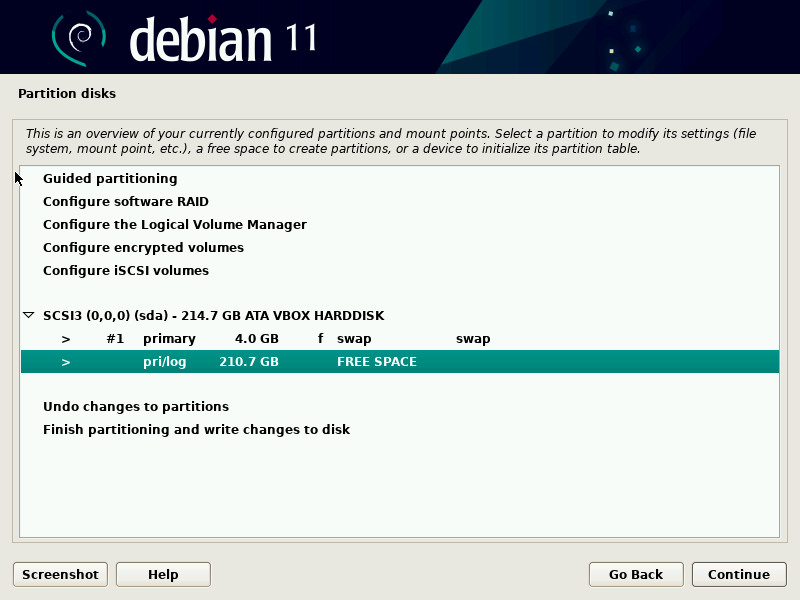 debian 11
Partition disks
This is an overview of your currently configured partitions and mount points. Select a partition to modify its settings (file
system, mount point, etc.), a free space to create partitions, or a device to initialize its partition table.
Guided partitioning
Configure software RAID
Configure the Logical Volume Manager
Configure encrypted volumes
Configure iSCSI volumes
SCSI3 (0,0,0) (sda) - 214.7 GB ATA VBOX HARDDISK
> #1 primary 4.0 GB f swap swap
> pri/log 210.7 GB FREE SPACE
Undo changes to partitions
Finish partitioning and write changes to disk
Screenshot Help Go Back Continue